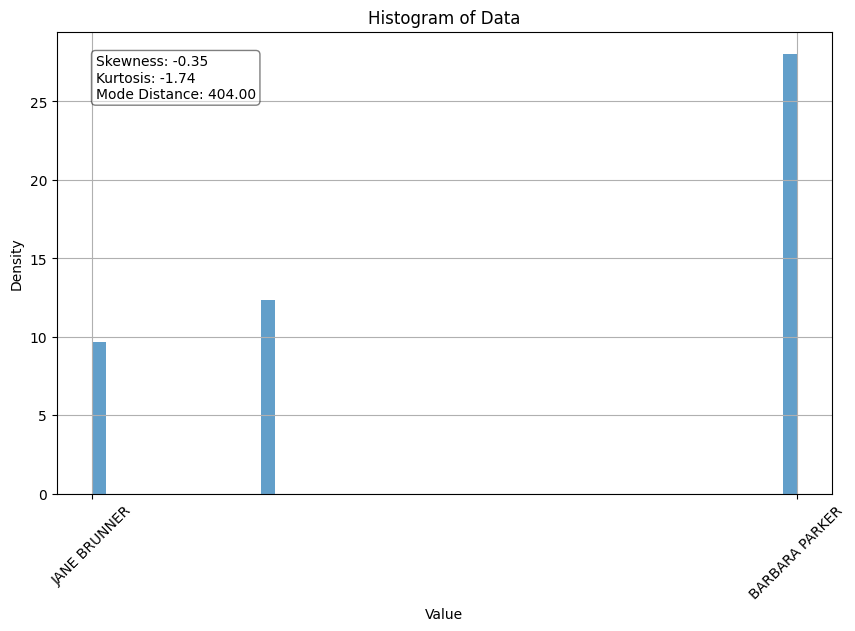 Histogram of Data
Skewness: -0.35
Kurtosis: -1.74
Mode Distance: 404.00
25
20
15
10
5
0
Density
JANE BRUNNER
BARBARA PARKER
Value